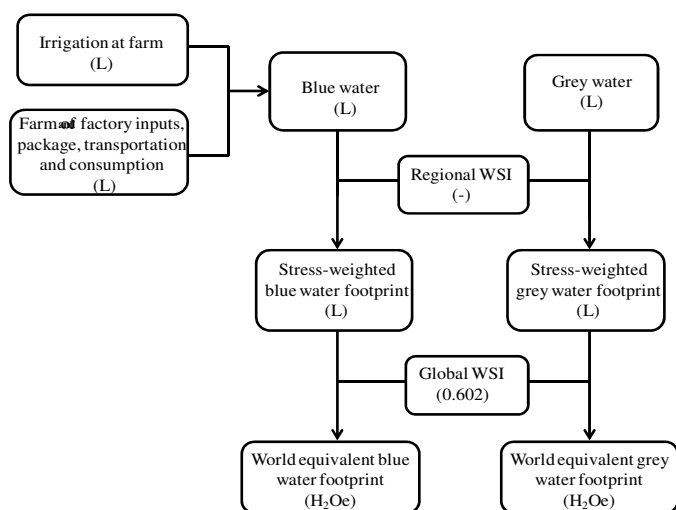 Irrigation at farm
(L)
Farm of factory inputs,
package, transportation
and consumption
(L)
Blue water
(L)
Grey water
(L)
Regional WSI
(-)
Stress-weighted
blue water footprint
(L)
Stress-weighted
grey water footprint
(L)
Global WSI
(0.602)
World equivalent blue
water footprint
(H₂Oe)
World equivalent grey
water footprint
(H₂Oe)